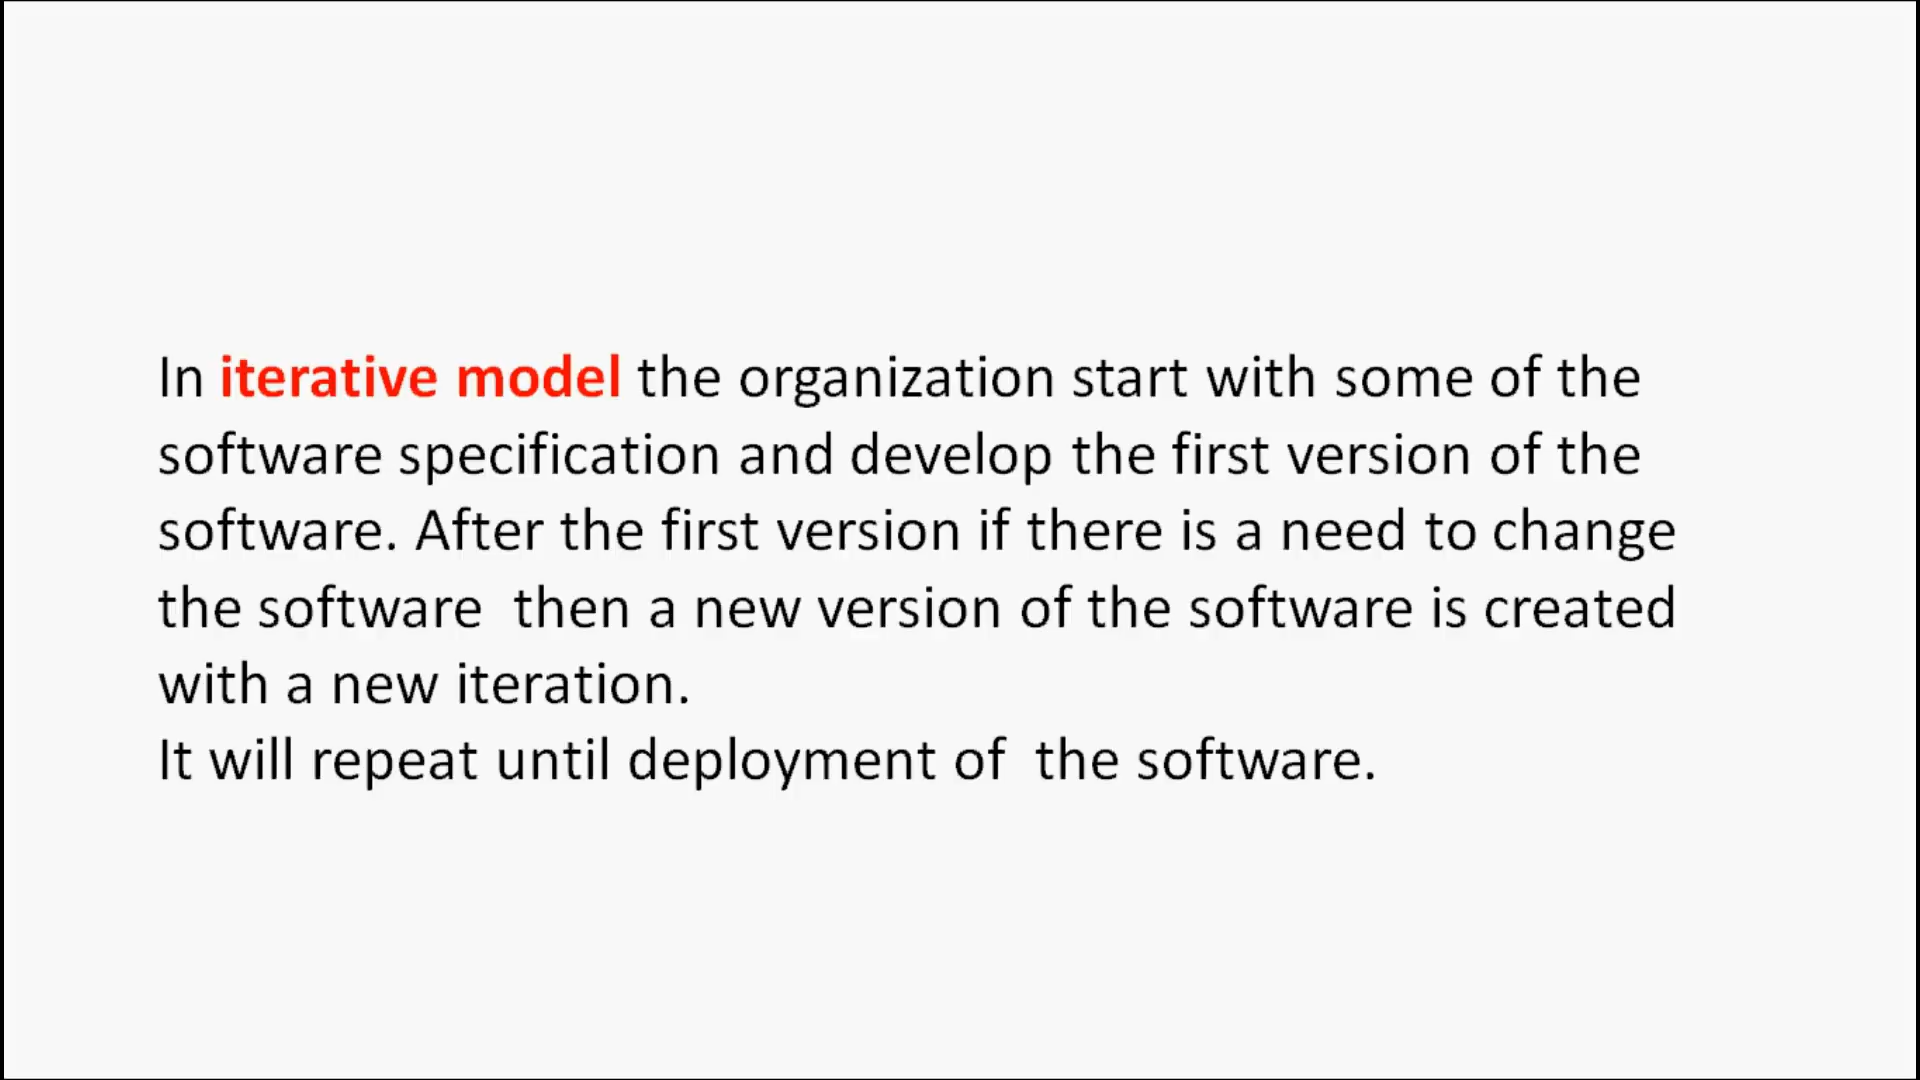 In iterative model the organization start with some of the
software specification and develop the first version of the
software. After the first version if there is a need to change
the software  then a new version of the software is created
with a new iteration.
It will repeat until deployment of  the software.